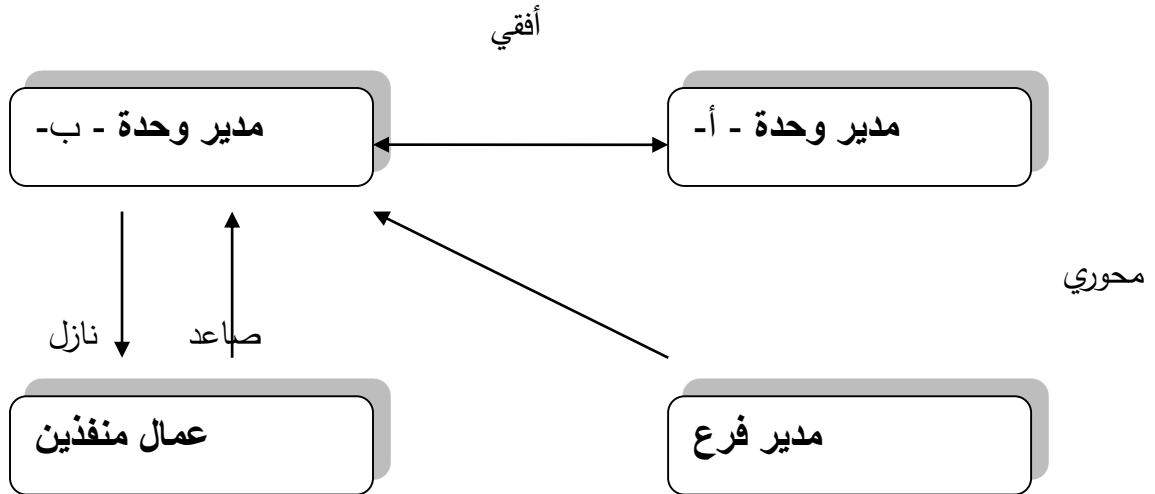 أفقي
مدير وحدة - أ-
مدير وحدة - ب-
محوري
صاعد
نازل
مدير فرع
عمال منفذين